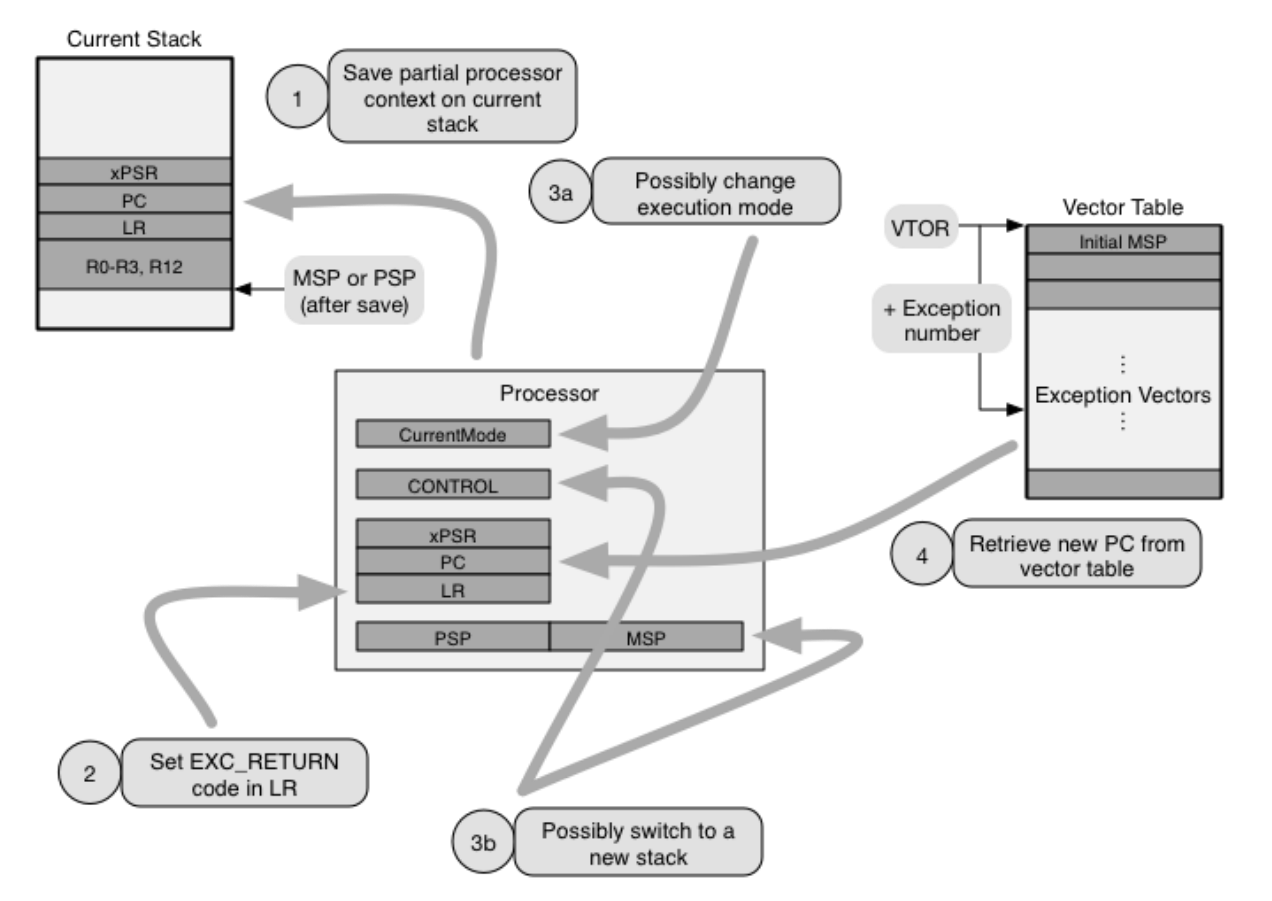 Current Stack
xPSR
PC
LR
R0-R3, R12
MSP or PSP
(after save)
1
Save partial processor
context on current
stack
3a
Possibly change
execution mode
VTOR
+ Exception
number
Vector Table
Initial MSP
⋮
Exception Vectors
⋮
Processor
CurrentMode
CONTROL
xPSR
PC
LR
PSP
MSP
4
Retrieve new PC from
vector table
2
Set EXC_RETURN
code in LR
3b
Possibly switch to a
new stack